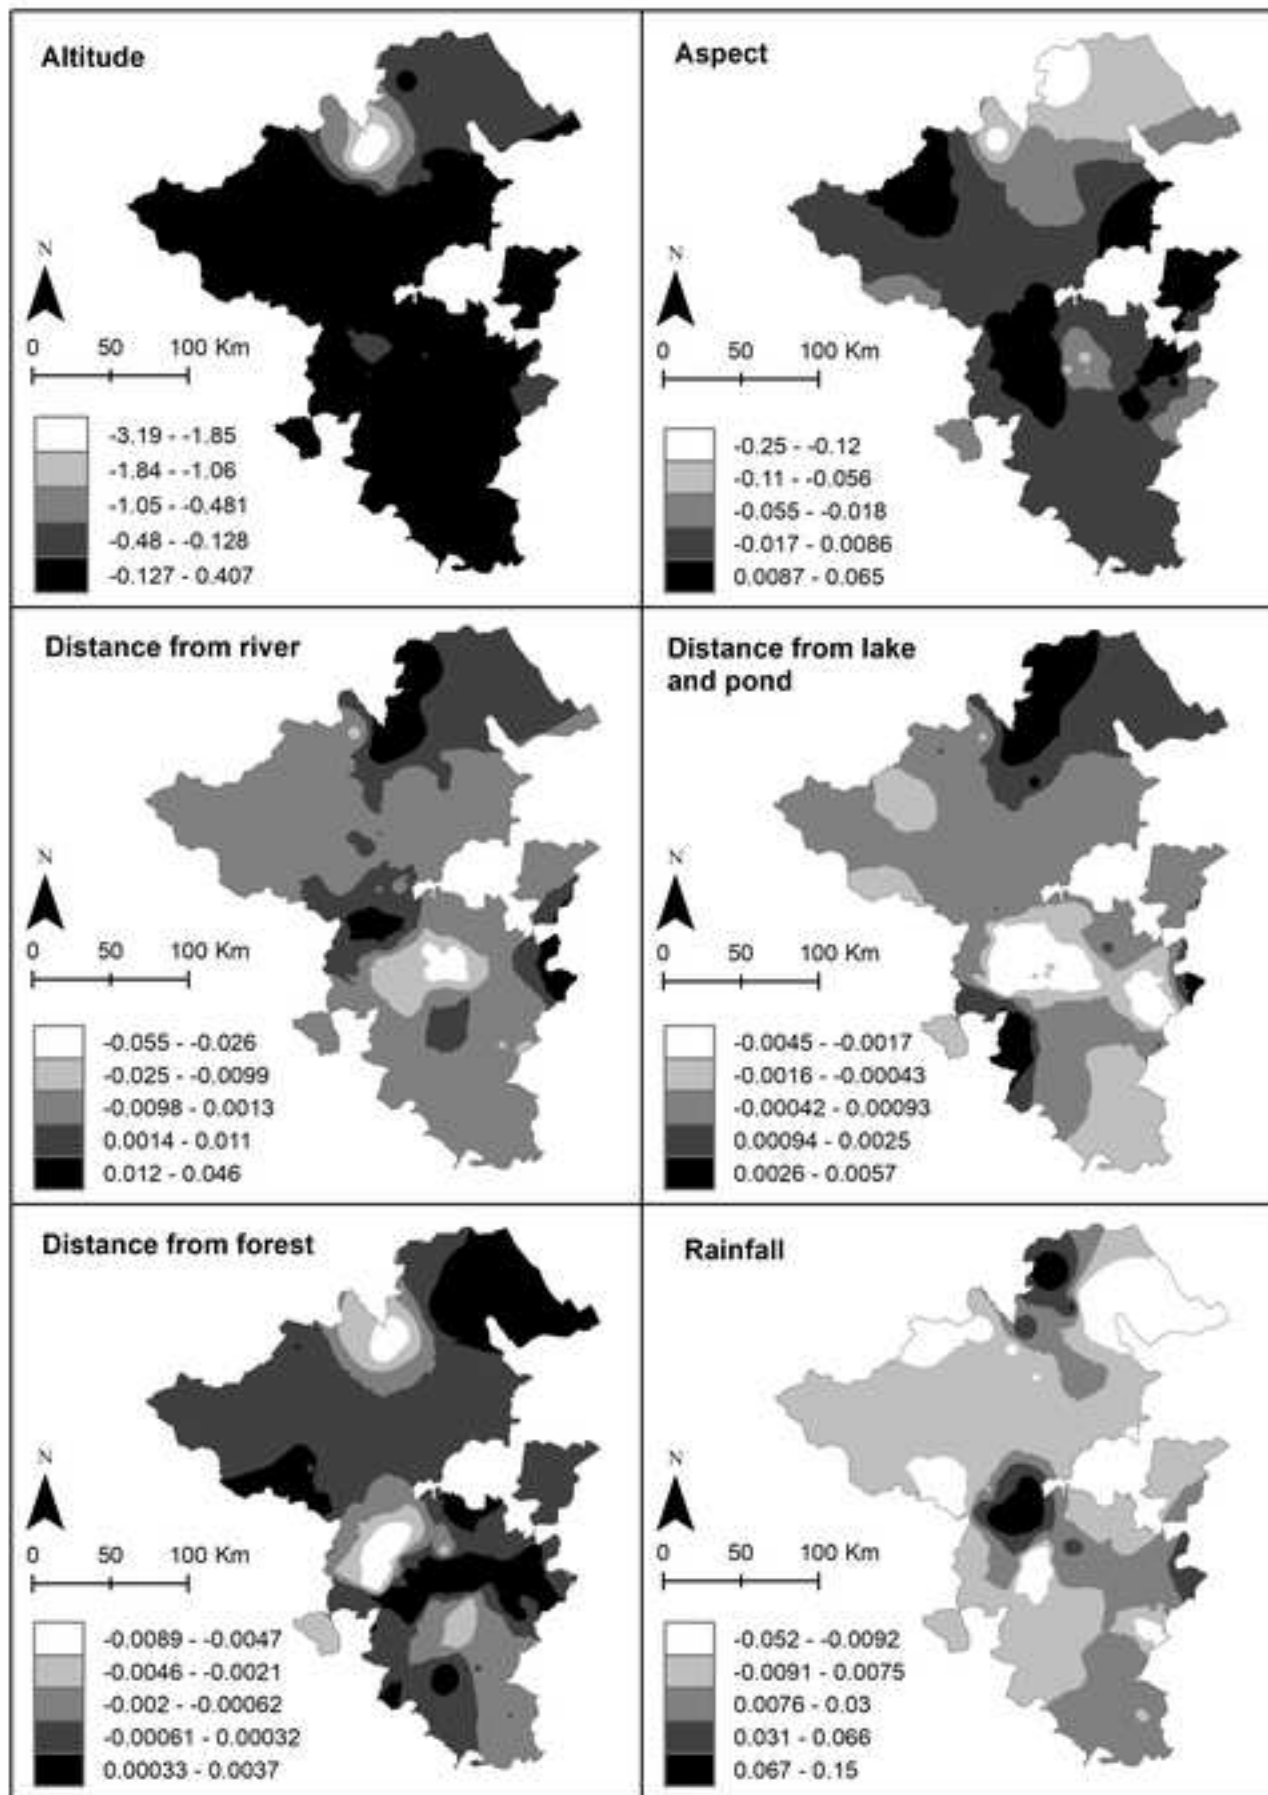 Altitude
N
0 50 100 Km
-3.19 - -1.85
-1.84 - -1.06
-1.05 - -0.481
-0.48 - -0.128
-0.127 - 0.407
Aspect
N
0 50 100 Km
-0.25 - -0.12
-0.11 - -0.056
-0.055 - -0.018
-0.017 - 0.0086
0.0087 - 0.065
Distance from river
N
0 50 100 Km
-0.055 - -0.026
-0.025 - -0.0099
-0.0098 - 0.0013
0.0014 - 0.011
0.012 - 0.046
Distance from lake
and pond
N
0 50 100 Km
-0.0045 - -0.0017
-0.0016 - -0.00043
-0.00042 - 0.00093
0.00094 - 0.0025
0.0026 - 0.0057
Distance from forest
N
0 50 100 Km
-0.0089 - -0.0047
-0.0046 - -0.0021
-0.002 - -0.00062
-0.00061 - 0.00032
0.00033 - 0.0037
Rainfall
N
0 50 100 Km
-0.052 - -0.0092
-0.0091 - 0.0075
0.0076 - 0.03
0.031 - 0.066
0.067 - 0.15